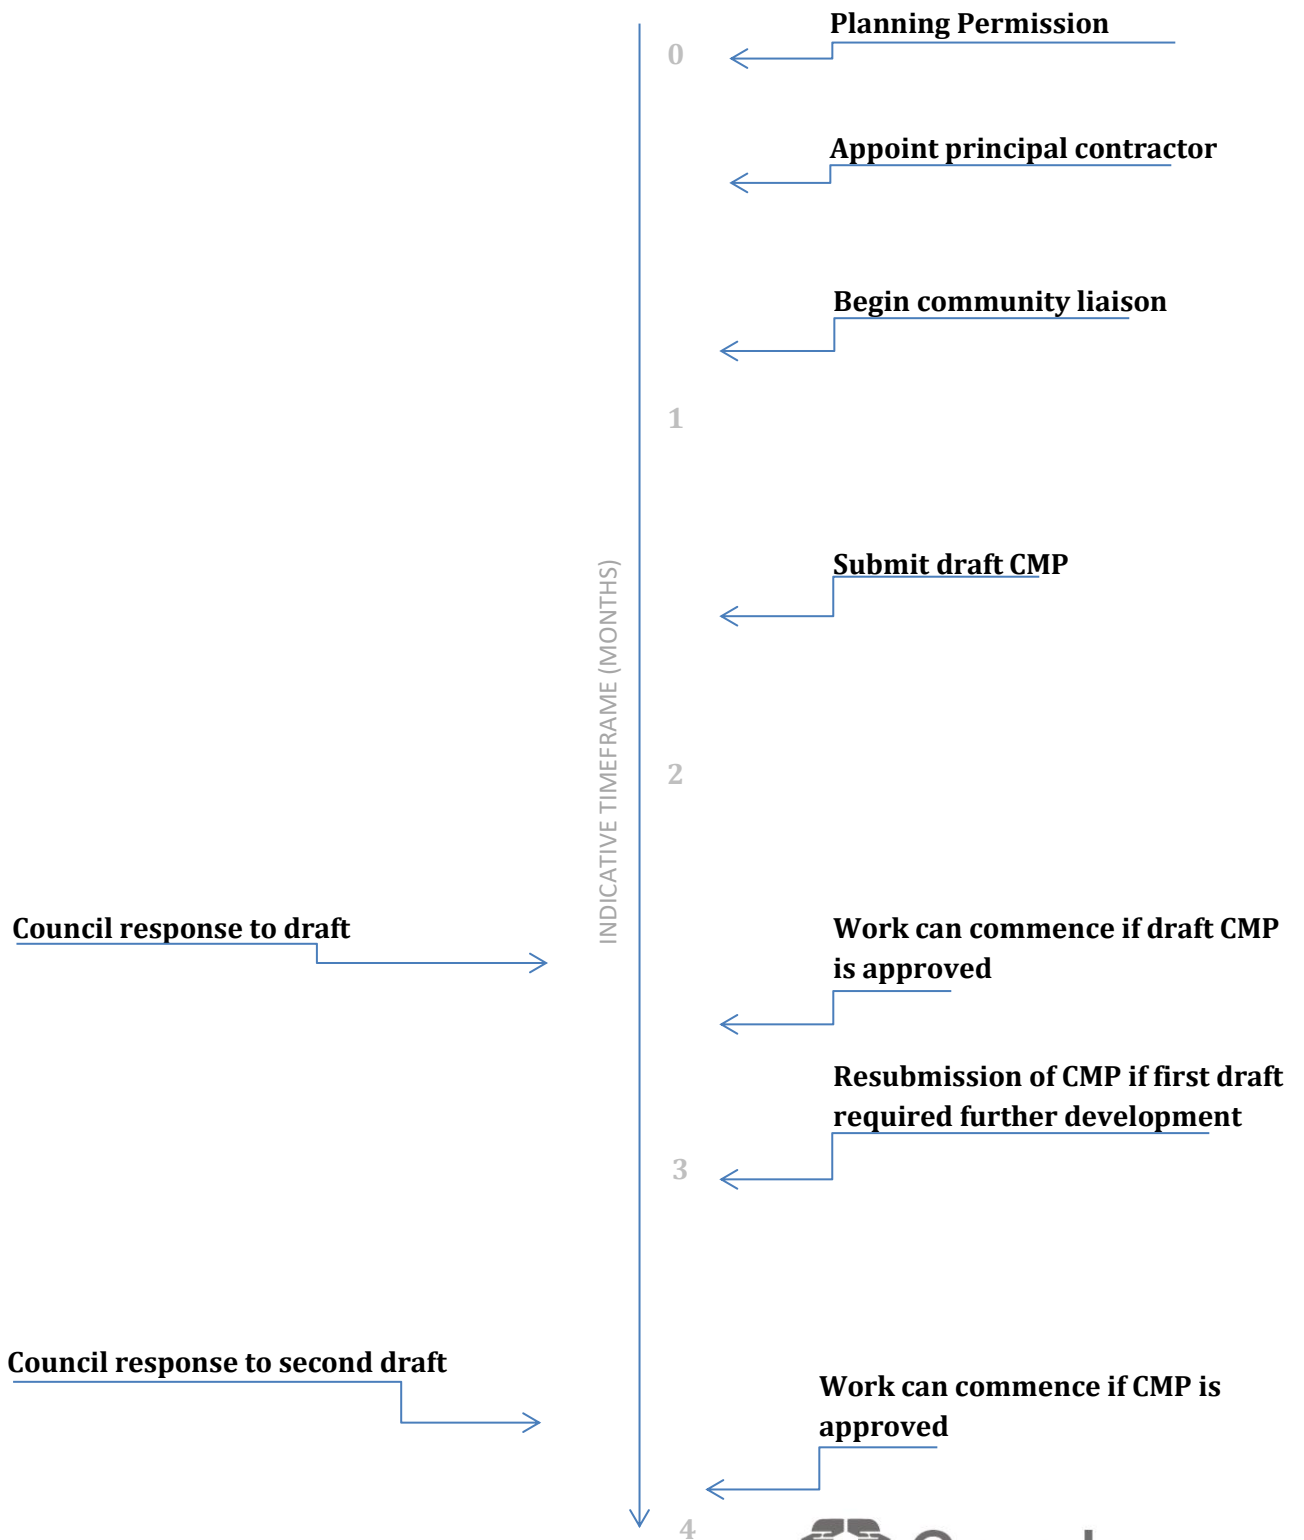 Planning Permission
0
Appoint principal contractor
Begin community liaison
1
Submit draft CMP
INDICATIVE TIMEFRAME (MONTHS)
2
Council response to draft
Work can commence if draft CMP
is approved
Resubmission of CMP if first draft
required further development
3
Council response to second draft
Work can commence if CMP is
approved
4